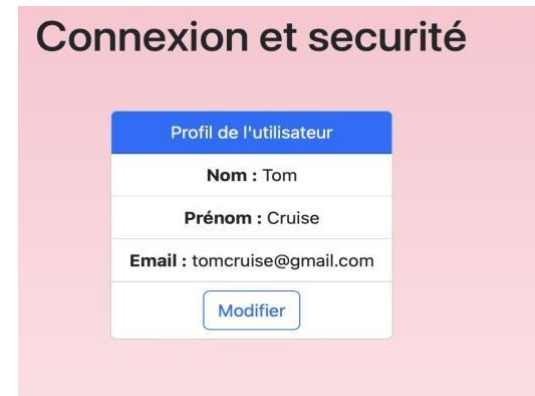 Connexion et securité
Profil de l'utilisateur
Nom : Tom
Prénom : Cruise
Email : tomcruise@gmail.com
Modifier